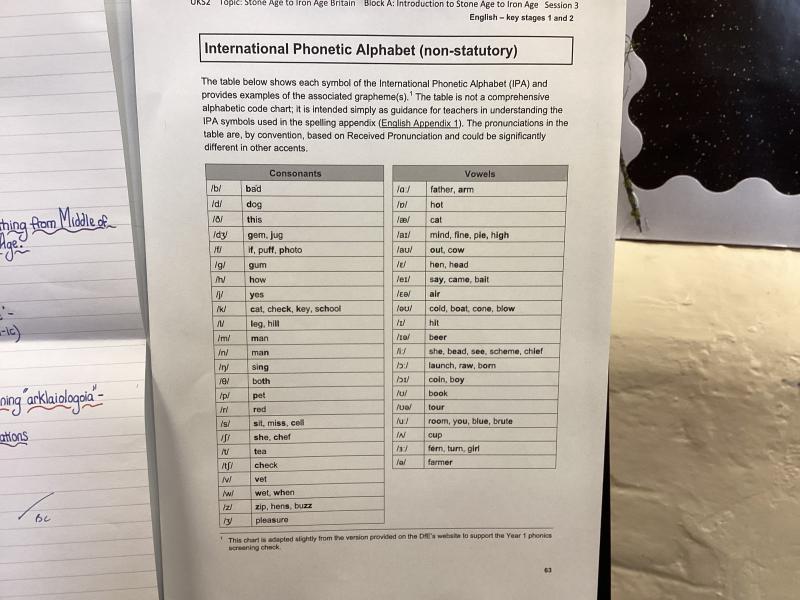 UKS2 Topic: Stone Age to Iron Age Britain Block A: Introduction to Stone Age to Iron Age Session 3
English – key stages 1 and 2
International Phonetic Alphabet (non-statutory)
The table below shows each symbol of the International Phonetic Alphabet (IPA) and
provides examples of the associated grapheme(s).¹ The table is not a comprehensive
alphabetic code chart; it is intended simply as guidance for teachers in understanding the
IPA symbols used in the spelling appendix (English Appendix 1). The pronunciations in the
table are, by convention, based on Received Pronunciation and could be significantly
different in other accents.
Consonants
/b/ bad
/d/ dog
/ð/ this
/dʒ/ gem, jug
/f/ if, puff, photo
/g/ gum
/h/ how
/j/ yes
/k/ cat, check, key, school
/l/ leg, hill
/m/ man
/n/ man
/ŋ/ sing
/θ/ both
/p/ pet
/r/ red
/s/ sit, miss, cell
/ʃ/ she, chef
/t/ tea
/tʃ/ check
/v/ vet
/w/ wet, when
/z/ zip, hens, buzz
/ʒ/ pleasure
Vowels
/ɑː/ father, arm
/ɒ/ hot
/æ/ cat
/aɪ/ mind, fine, pie, high
/aʊ/ out, cow
/ɛ/ hen, head
/eɪ/ say, came, bait
/ɛə/ air
/əʊ/ cold, boat, cone, blow
/ɪ/ hit
/ɪə/ beer
/iː/ she, bead, see, scheme, chief
/ɔː/ launch, raw, born
/ɔɪ/ coin, boy
/ʊ/ book
/ʊə/ tour
/uː/ room, you, blue, brute
/ʌ/ cup
/ɜː/ fern, turn, girl
/ə/ farmer
¹ This chart is adapted slightly from the version provided on the DfE's website to support the Year 1 phonics
screening check.
63
from Middle of
Age.
"arklaiologoia" -
BC